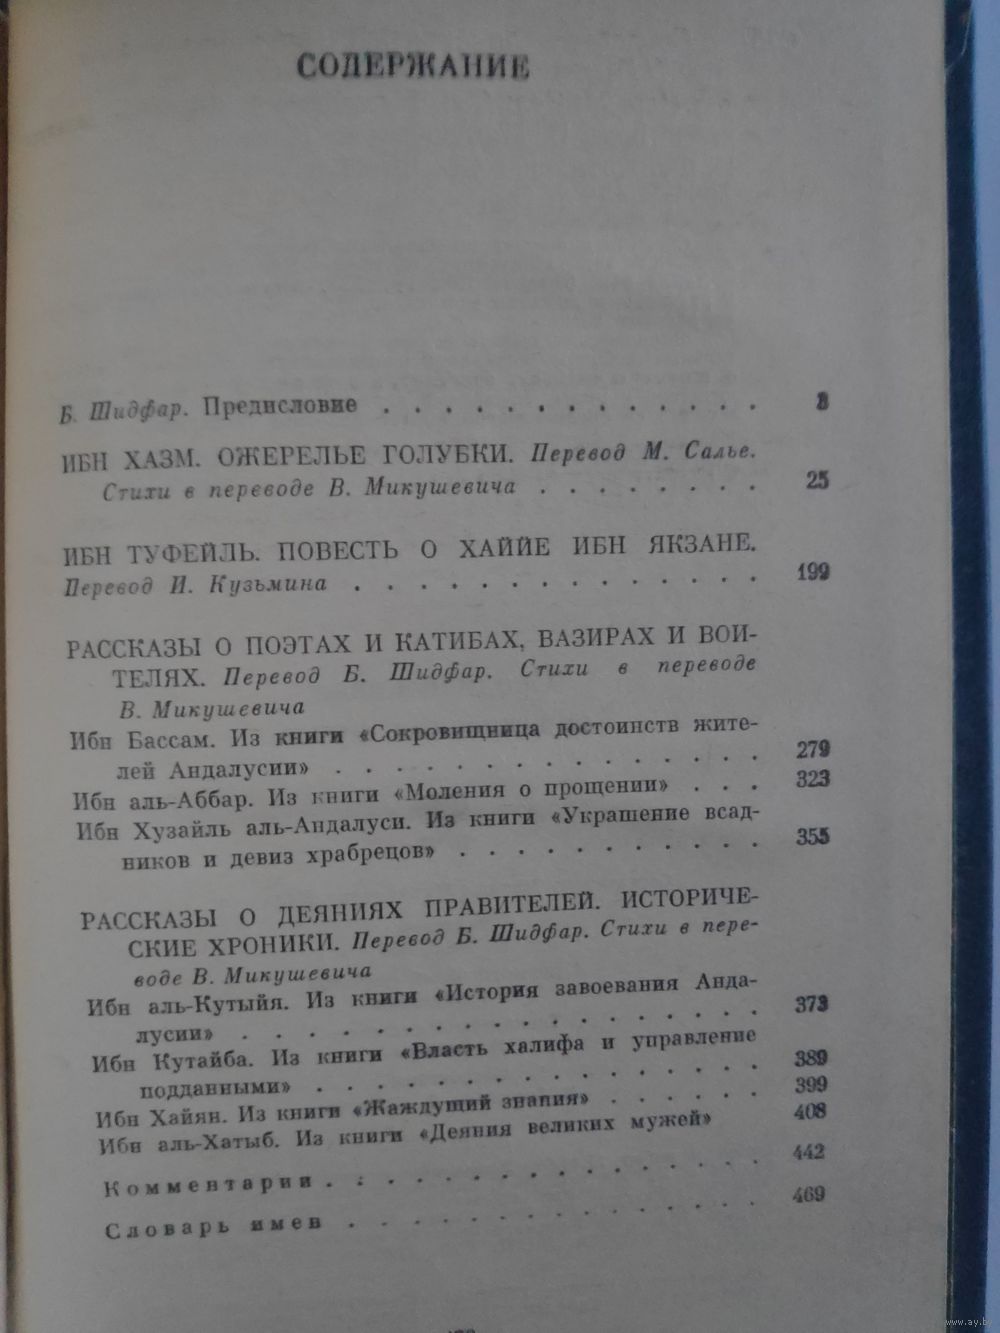 СОДЕРЖАНИЕ
Б. Шидфар. Предисловие . . . . . . . . . . . . . 3
ИБН ХАЗМ. ОЖЕРЕЛЬЕ ГОЛУБКИ. Перевод М. Салье.
Стихи в переводе В. Микушевича . . . . . . . . 25
ИБН ТУФЕЙЛЬ. ПОВЕСТЬ О ХАЙЙЕ ИБН ЯКЗАНЕ.
Перевод И. Кузьмина . . . . . . . . . . . . . . 199
РАССКАЗЫ О ПОЭТАХ И КАТИБАХ, ВАЗИРАХ И ВОИ-
ТЕЛЯХ. Перевод Б. Шидфар. Стихи в переводе
В. Микушевича
Ибн Бассам. Из книги «Сокровищница достоинств жите-
лей Андалусии» . . . . . . . . . . . . . . . 279
Ибн аль-Аббар. Из книги «Моления о прощении» . . . 323
Ибн Хузайль аль-Андалуси. Из книги «Украшение всад-
ников и девиз храбрецов» . . . . . . . . . . . 355
РАССКАЗЫ О ДЕЯНИЯХ ПРАВИТЕЛЕЙ. ИСТОРИЧЕ-
СКИЕ ХРОНИКИ. Перевод Б. Шидфар. Стихи в пере-
воде В. Микушевича
Ибн аль-Кутыйя. Из книги «История завоевания Анда-
лусии» . . . . . . . . . . . . . . . . . . . 373
Ибн Кутайба. Из книги «Власть халифа и управление
подданными» . . . . . . . . . . . . . . . . 389
Ибн Хайян. Из книги «Жаждущий знания» . . . . . . 399
Ибн аль-Хатыб. Из книги «Деяния великих мужей» 408
Комментарии . . . . . . . . . . . . . . . . 442
Словарь имен . . . . . . . . . . . . . . . 469
www.ay.by